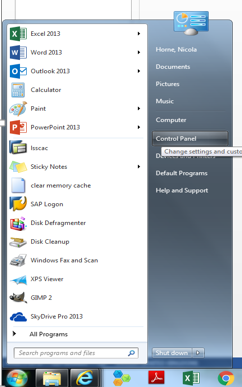 Excel 2013
Word 2013
Outlook 2013
Calculator
Paint
PowerPoint 2013
Isscac
Sticky Notes
clear memory cache
SAP Logon
Disk Defragmenter
Disk Cleanup
Windows Fax and Scan
XPS Viewer
GIMP 2
SkyDrive Pro 2013
All Programs
Search programs and files
Home, Nicola
Documents
Pictures
Music
Computer
Control Panel
Change settings and custo
Devices and Printers
Default Programs
Help and Support
Shut down